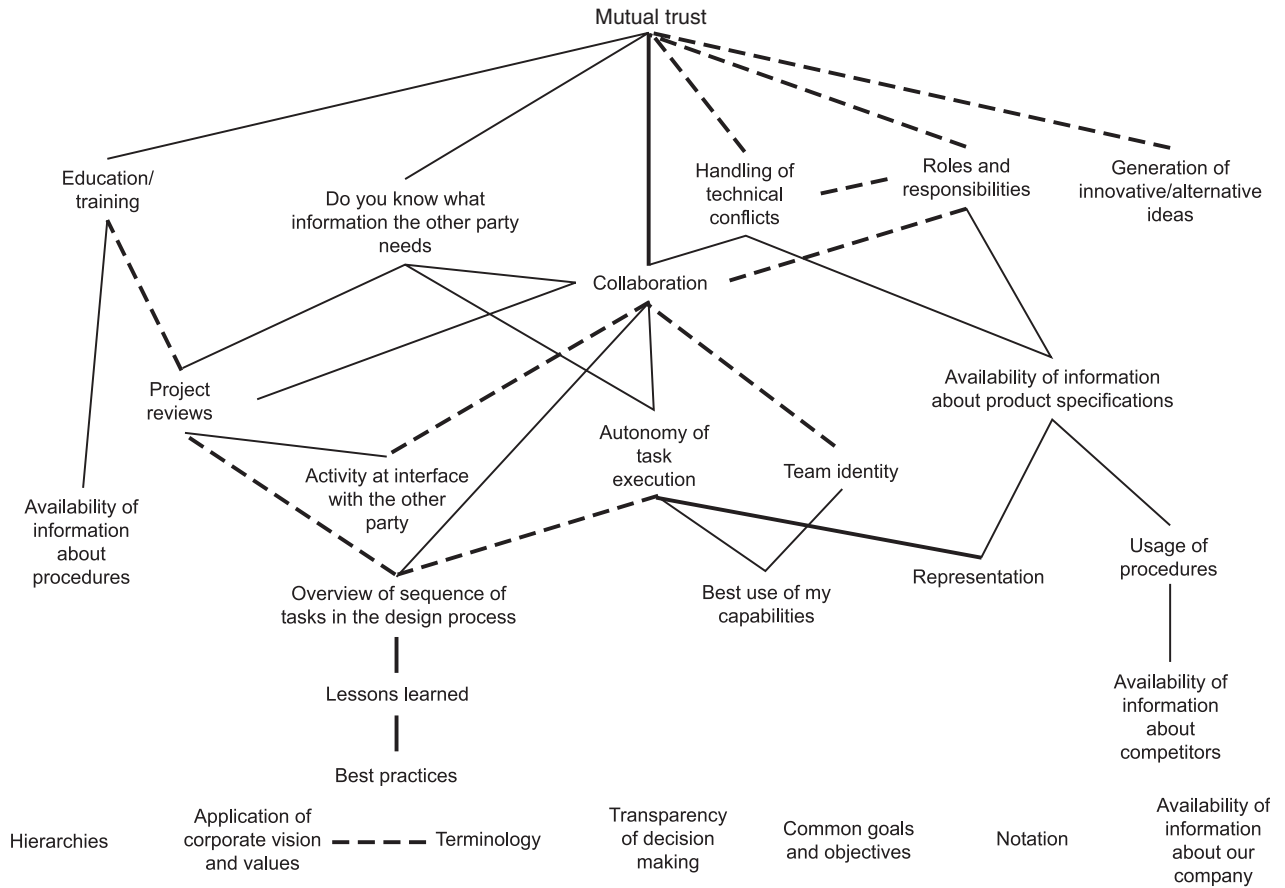 Mutual trust
Education/
training
Do you know what
information the other party
needs
Handling of
technical
conflicts
Roles and
responsibilities
Generation of
innovative/alternative
ideas
Collaboration
Project
reviews
Availability of information
about product specifications
Activity at interface
with the other
party
Autonomy of
task
execution
Team identity
Availability of
information
about
procedures
Overview of sequence of
tasks in the design process
Best use of my
capabilities
Representation
Usage of
procedures
Lessons learned
Availability of
information
about
competitors
Best practices
Hierarchies
Application of
corporate vision
and values
Terminology
Transparency
of decision
making
Common goals
and objectives
Notation
Availability of
information
about our
company